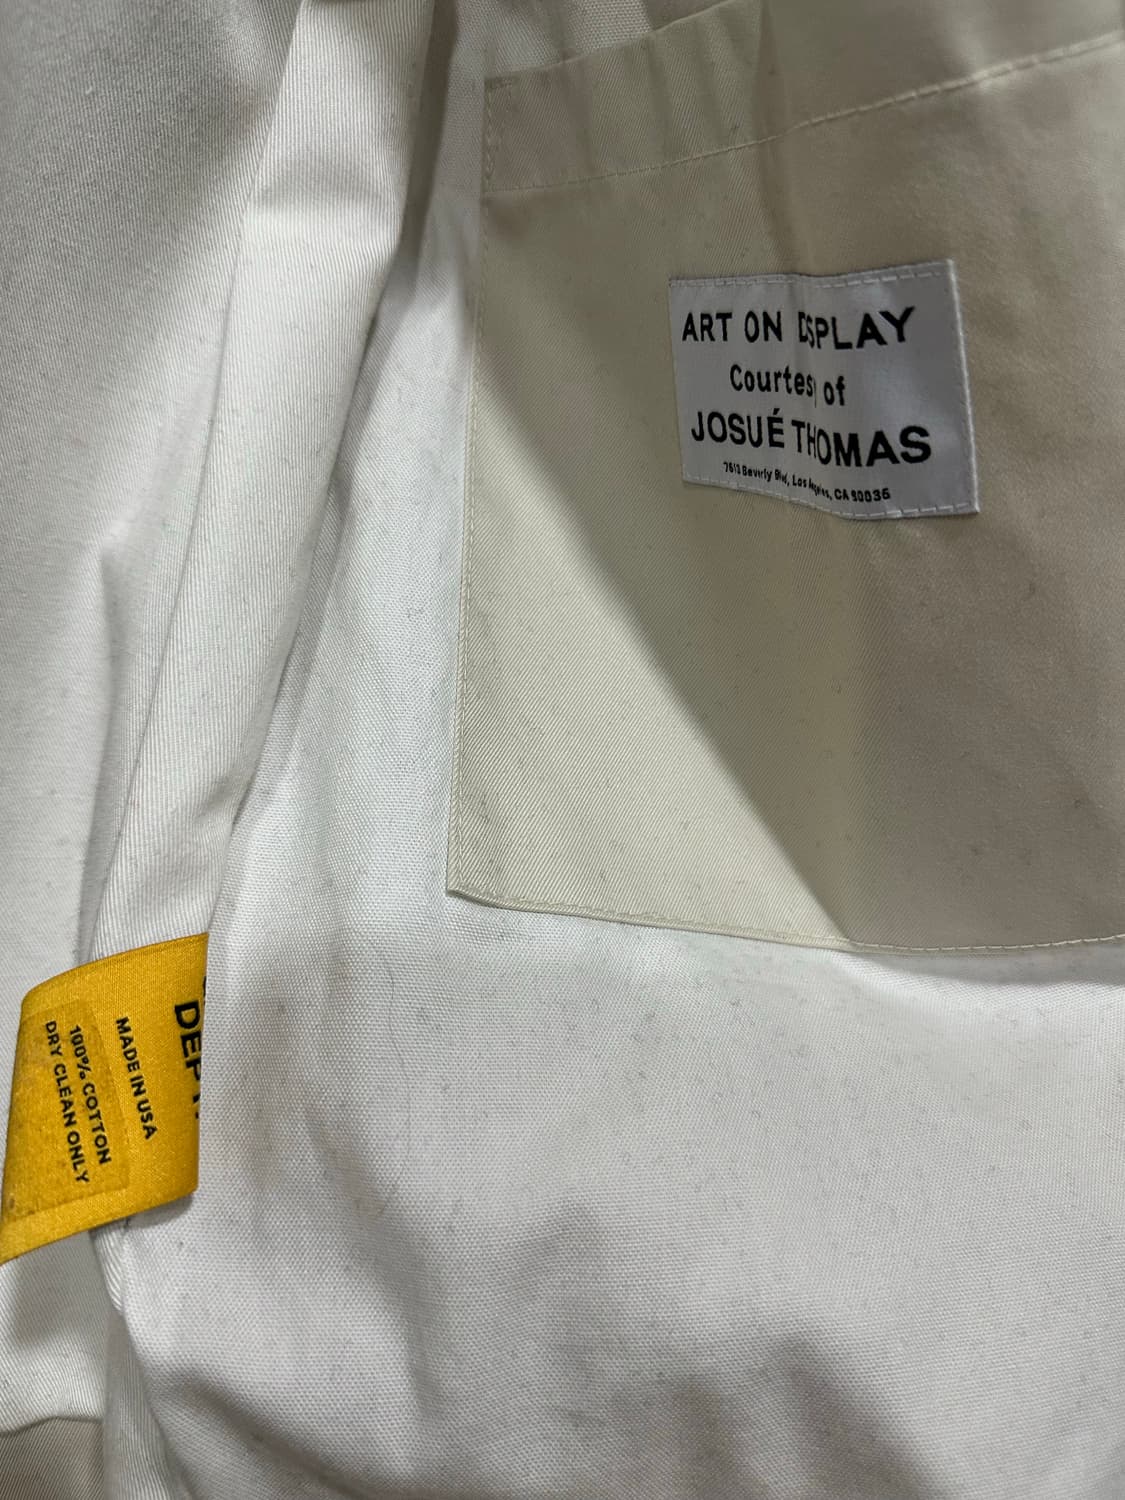 ART ON DISPLAY
Courtesy of
JOSUÉ THOMAS
7613 Beverly Blvd, Los Angeles, CA 90036
DEPT.
MADE IN USA
100% COTTON
DRY CLEAN ONLY